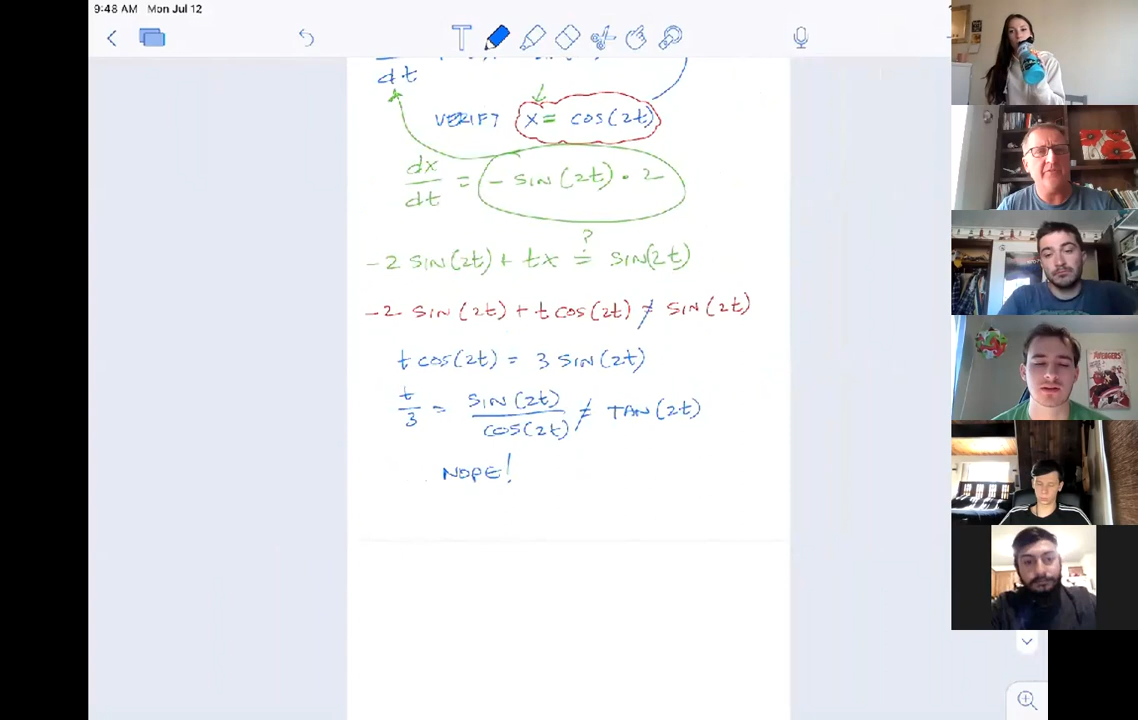 9:48 AM Mon Jul 12
T
dt
VERIFY x = cos(2t)
dx/dt = - SIN (2t) • 2
?
-2 SIN(2t) + tx = SIN(2t)
-2 SIN (2t) + t cos(2t) ≠ SIN (2t)
t cos(2t) = 3 SIN(2t)
t/3 = SIN (2t)/cos(2t) ≠ TAN (2t)
NOPE!
AVENGERS